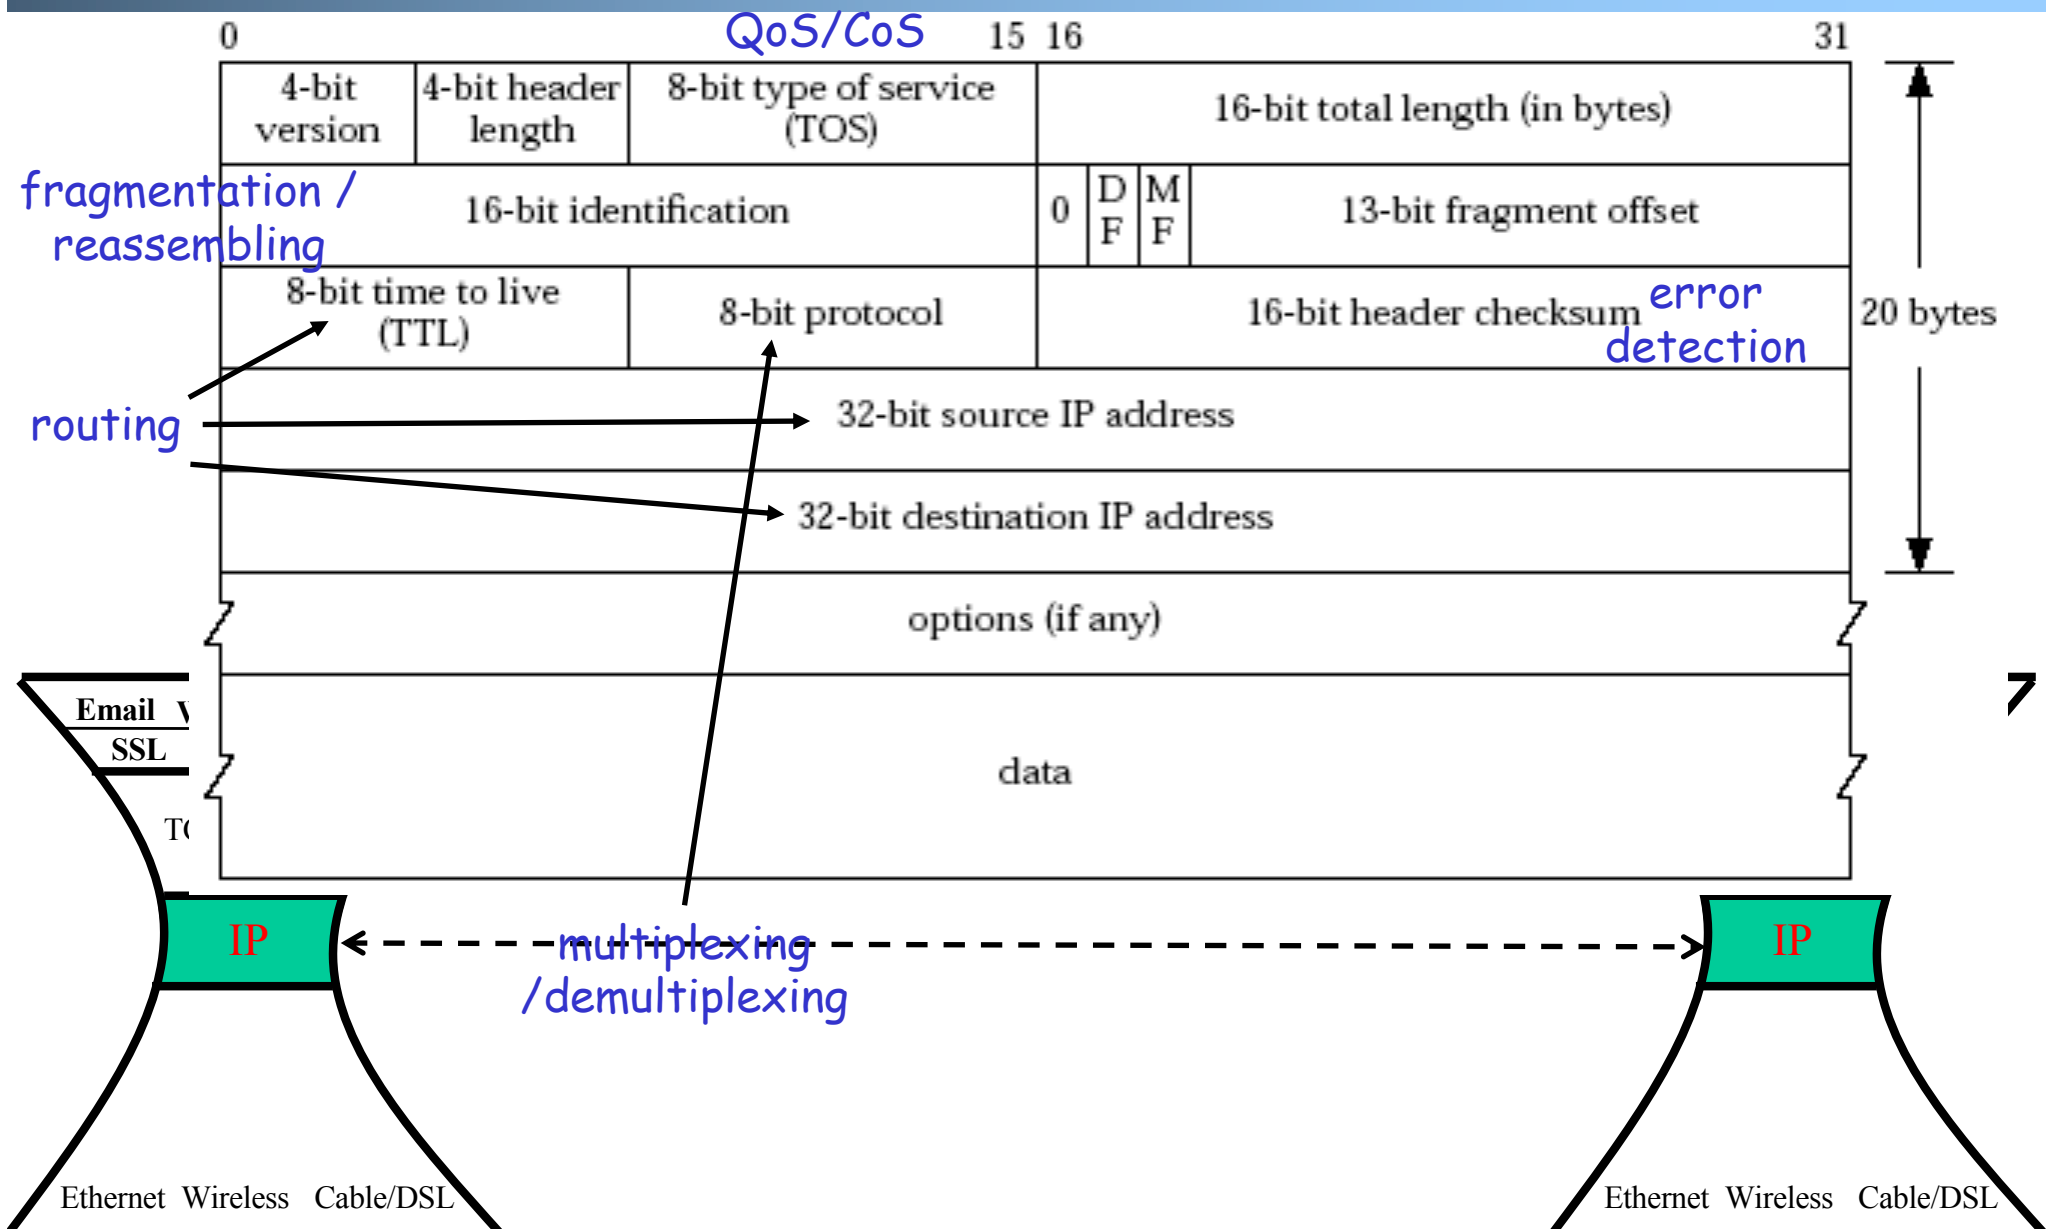 QoS/CoS
0 15 16 31
4-bit version
4-bit header length
8-bit type of service (TOS)
16-bit total length (in bytes)
fragmentation / reassembling
16-bit identification
0
D F
M F
13-bit fragment offset
8-bit time to live (TTL)
8-bit protocol
16-bit header checksum
error detection
20 bytes
routing
32-bit source IP address
32-bit destination IP address
options (if any)
Email
SSL
data
IP
multiplexing /demultiplexing
IP
Ethernet Wireless Cable/DSL
Ethernet Wireless Cable/DSL